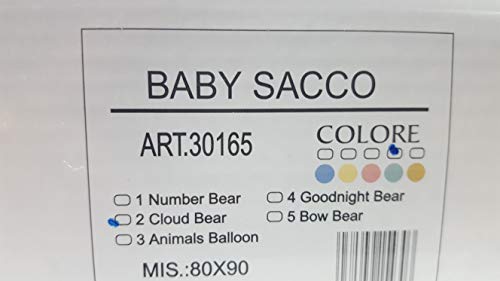 BABY SACCO
ART.30165 COLORE
1 Number Bear 4 Goodnight Bear
2 Cloud Bear 5 Bow Bear
3 Animals Balloon
MIS.:80X90